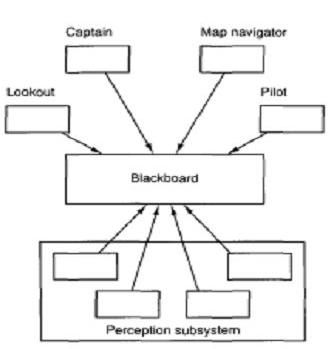 Captain
Map navigator
Lookout
Pilot
Blackboard
Perception subsystem